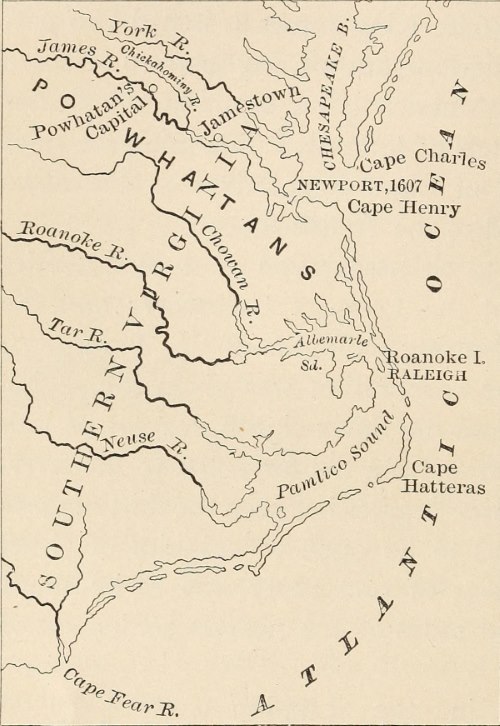 York R.
James R.
Chickahominy R.
Powhatan's
Capital
Jamestown
CHESAPEAKE B.
POWHATANS
Cape Charles
NEWPORT, 1607
Cape Henry
ATLANTIC OCEAN
Roanoke R.
Chowan R.
SOUTHERN VIRGINIA
Tar R.
Albemarle
Sd.
Roanoke I.
RALEIGH
Neuse R.
Pamlico Sound
Cape
Hatteras
Cape Fear R.